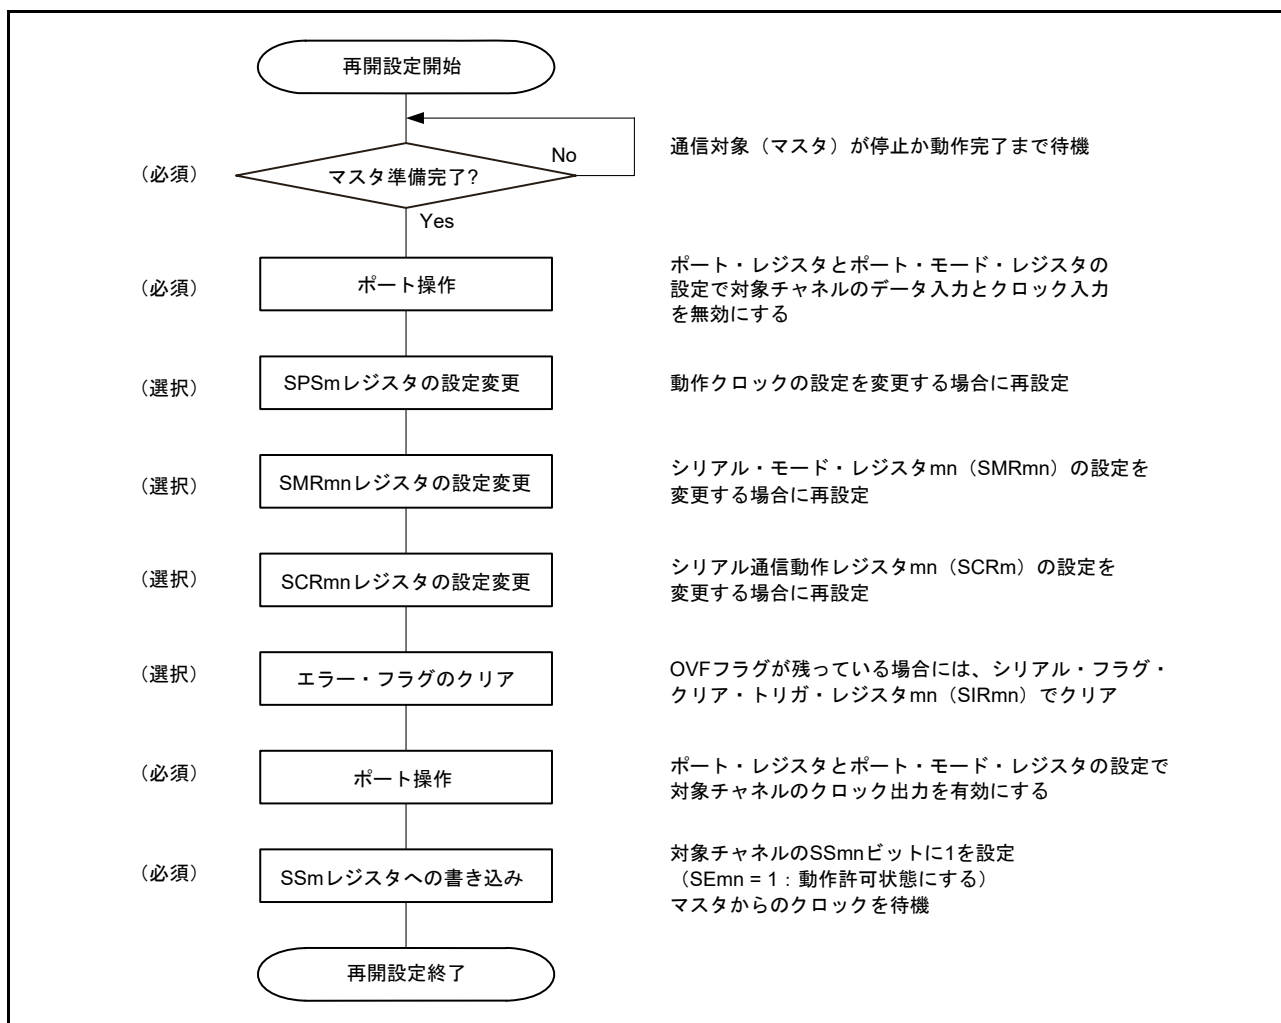 再開設定開始
通信対象（マスタ）が停止か動作完了まで待機
No
（必須）
マスタ準備完了?
Yes
（必須）
ポート操作
ポート・レジスタとポート・モード・レジスタの
設定で対象チャネルのデータ入力とクロック入力
を無効にする
（選択）
SPSmレジスタの設定変更
動作クロックの設定を変更する場合に再設定
（選択）
SMRmnレジスタの設定変更
シリアル・モード・レジスタmn（SMRmn）の設定を
変更する場合に再設定
（選択）
SCRmnレジスタの設定変更
シリアル通信動作レジスタmn（SCRm）の設定を
変更する場合に再設定
（選択）
エラー・フラグのクリア
OVFフラグが残っている場合には、シリアル・フラグ・
クリア・トリガ・レジスタmn（SIRmn）でクリア
（必須）
ポート操作
ポート・レジスタとポート・モード・レジスタの設定で
対象チャネルのクロック出力を有効にする
（必須）
SSmレジスタへの書き込み
対象チャネルのSSmnビットに1を設定
（SEmn = 1：動作許可状態にする）
マスタからのクロックを待機
再開設定終了